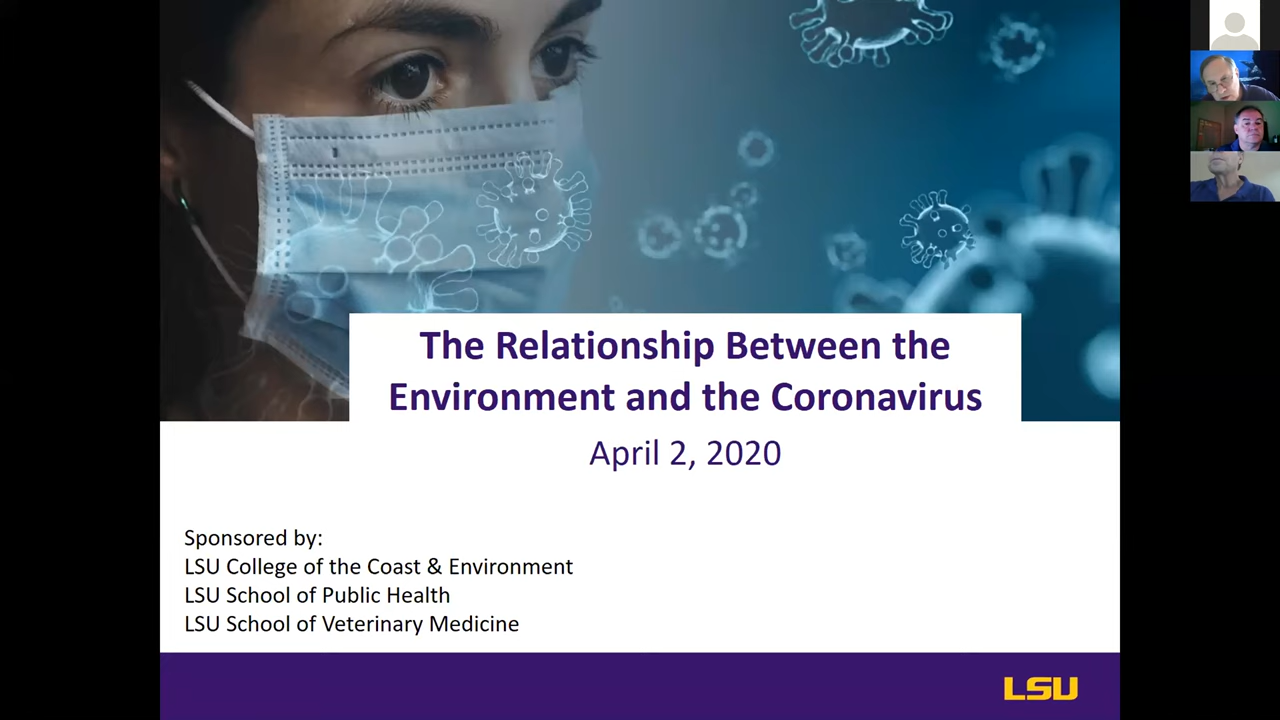 The Relationship Between the
Environment and the Coronavirus
April 2, 2020
Sponsored by:
LSU College of the Coast & Environment
LSU School of Public Health
LSU School of Veterinary Medicine
LSU